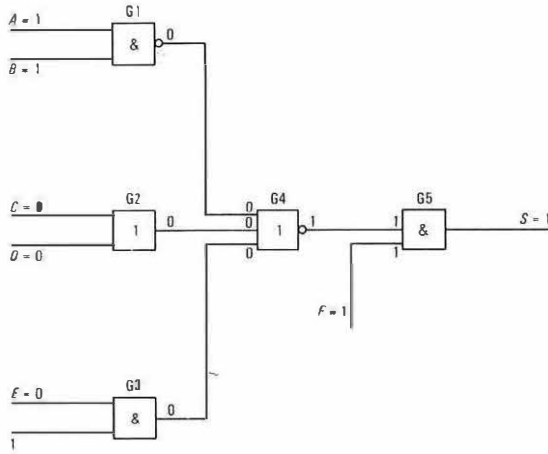 A = 1
G1
0
&
B = 1
C = 0
G2
0
0
G4
1
1
G5
S = 1
1
0
1
&
D = 0
0
1
F = 1
E = 0
G3
0
&
1